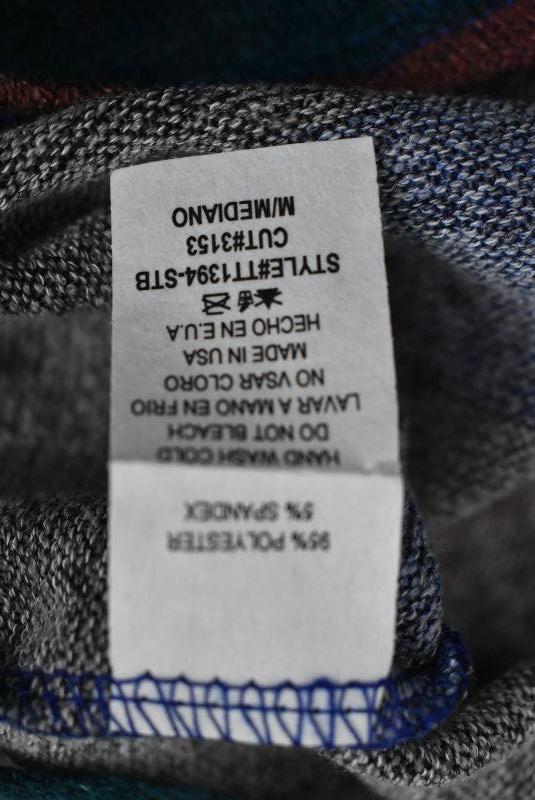 95% POLYESTER
5% SPANDEX
HAND WASH COLD
DO NOT BLEACH
LAVAR A MANO EN FRIO
NO VSAR CLORO
MADE IN USA
HECHO EN E.U.A
STYLE#TT1394-STB
CUT#3153
M/MEDIANO